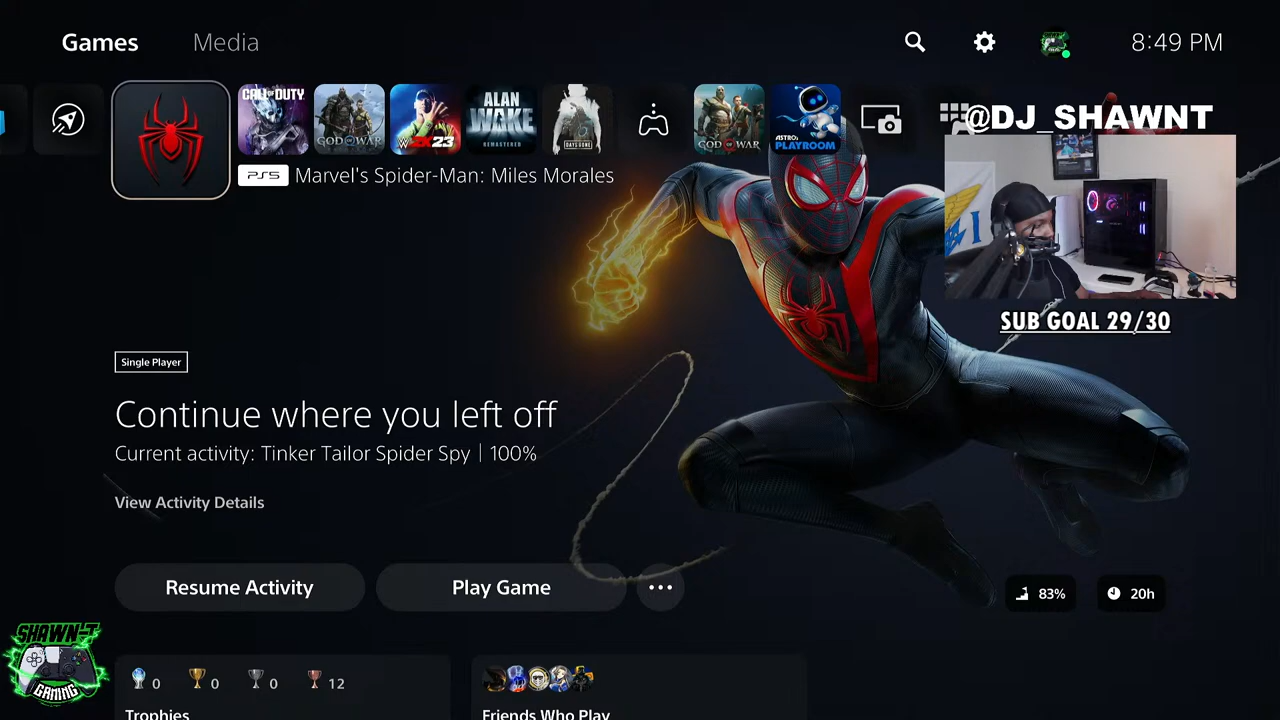 Games
Media
8:49 PM
CALL OF DUTY
GOD OF WAR
W2K23
ALAN WAKE
REMASTERED
DAYS GONE
GOD OF WAR
ASTRO's PLAYROOM
@DJ_SHAWNT
PS5 Marvel's Spider-Man: Miles Morales
SUB GOAL 29/30
Single Player
Continue where you left off
Current activity: Tinker Tailor Spider Spy | 100%
View Activity Details
Resume Activity
Play Game
83%
20h
SHAWN-T
GAMING
0 0 0 12
Trophies
Friends Who Play